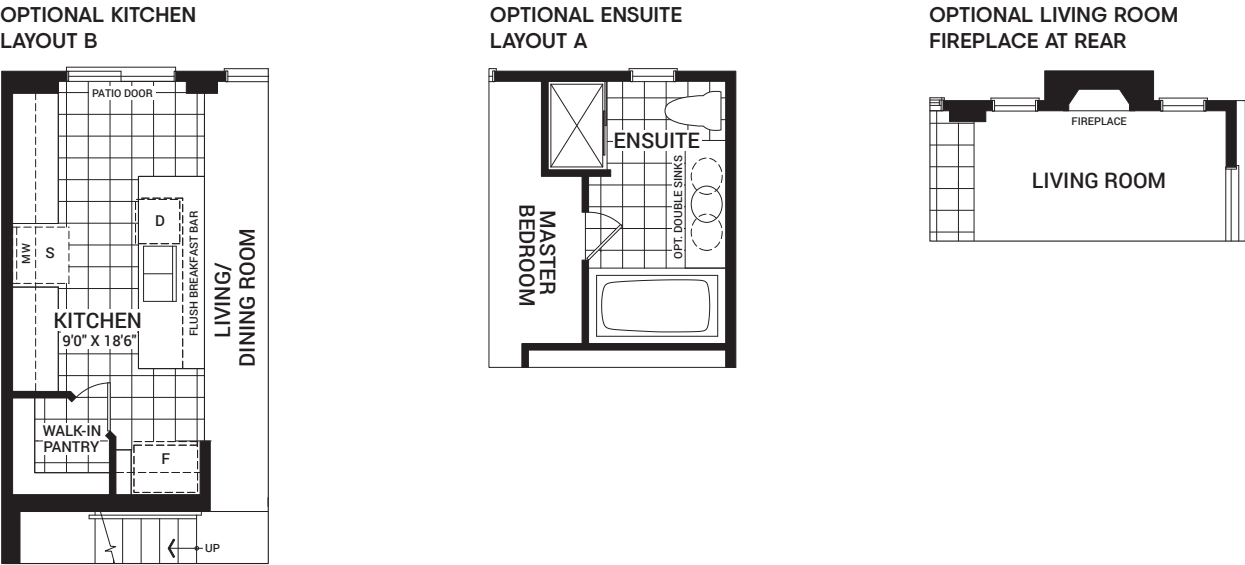 OPTIONAL KITCHEN
LAYOUT B
PATIO DOOR
D
MW
S
FLUSH BREAKFAST BAR
LIVING/
DINING ROOM
KITCHEN
9'0" X 18'6"
WALK-IN
PANTRY
F
UP
OPTIONAL ENSUITE
LAYOUT A
ENSUITE
OPT. DOUBLE SINKS
MASTER
BEDROOM
OPTIONAL LIVING ROOM
FIREPLACE AT REAR
FIREPLACE
LIVING ROOM